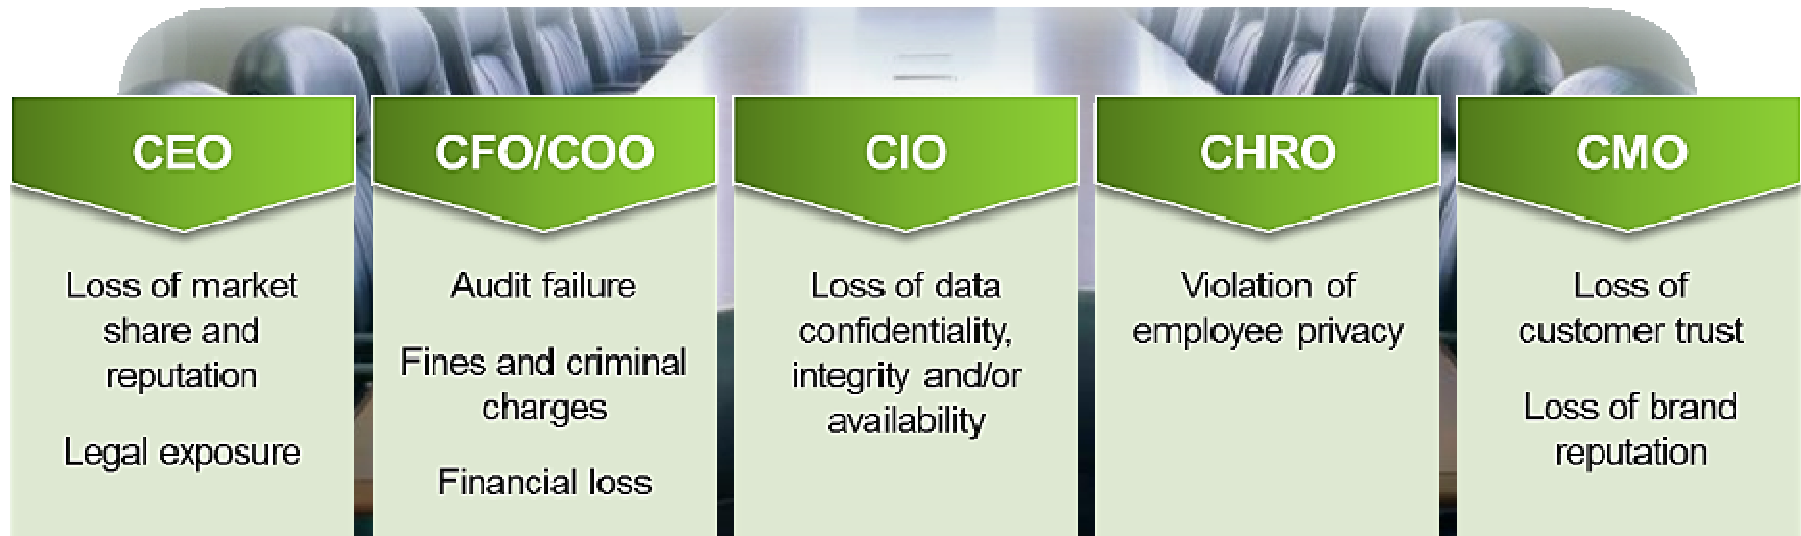 CEO
Loss of market
share and
reputation
Legal exposure
CFO/COO
Audit failure
Fines and criminal
charges
Financial loss
CIO
Loss of data
confidentiality,
integrity and/or
availability
CHRO
Violation of
employee privacy
CMO
Loss of
customer trust
Loss of brand
reputation